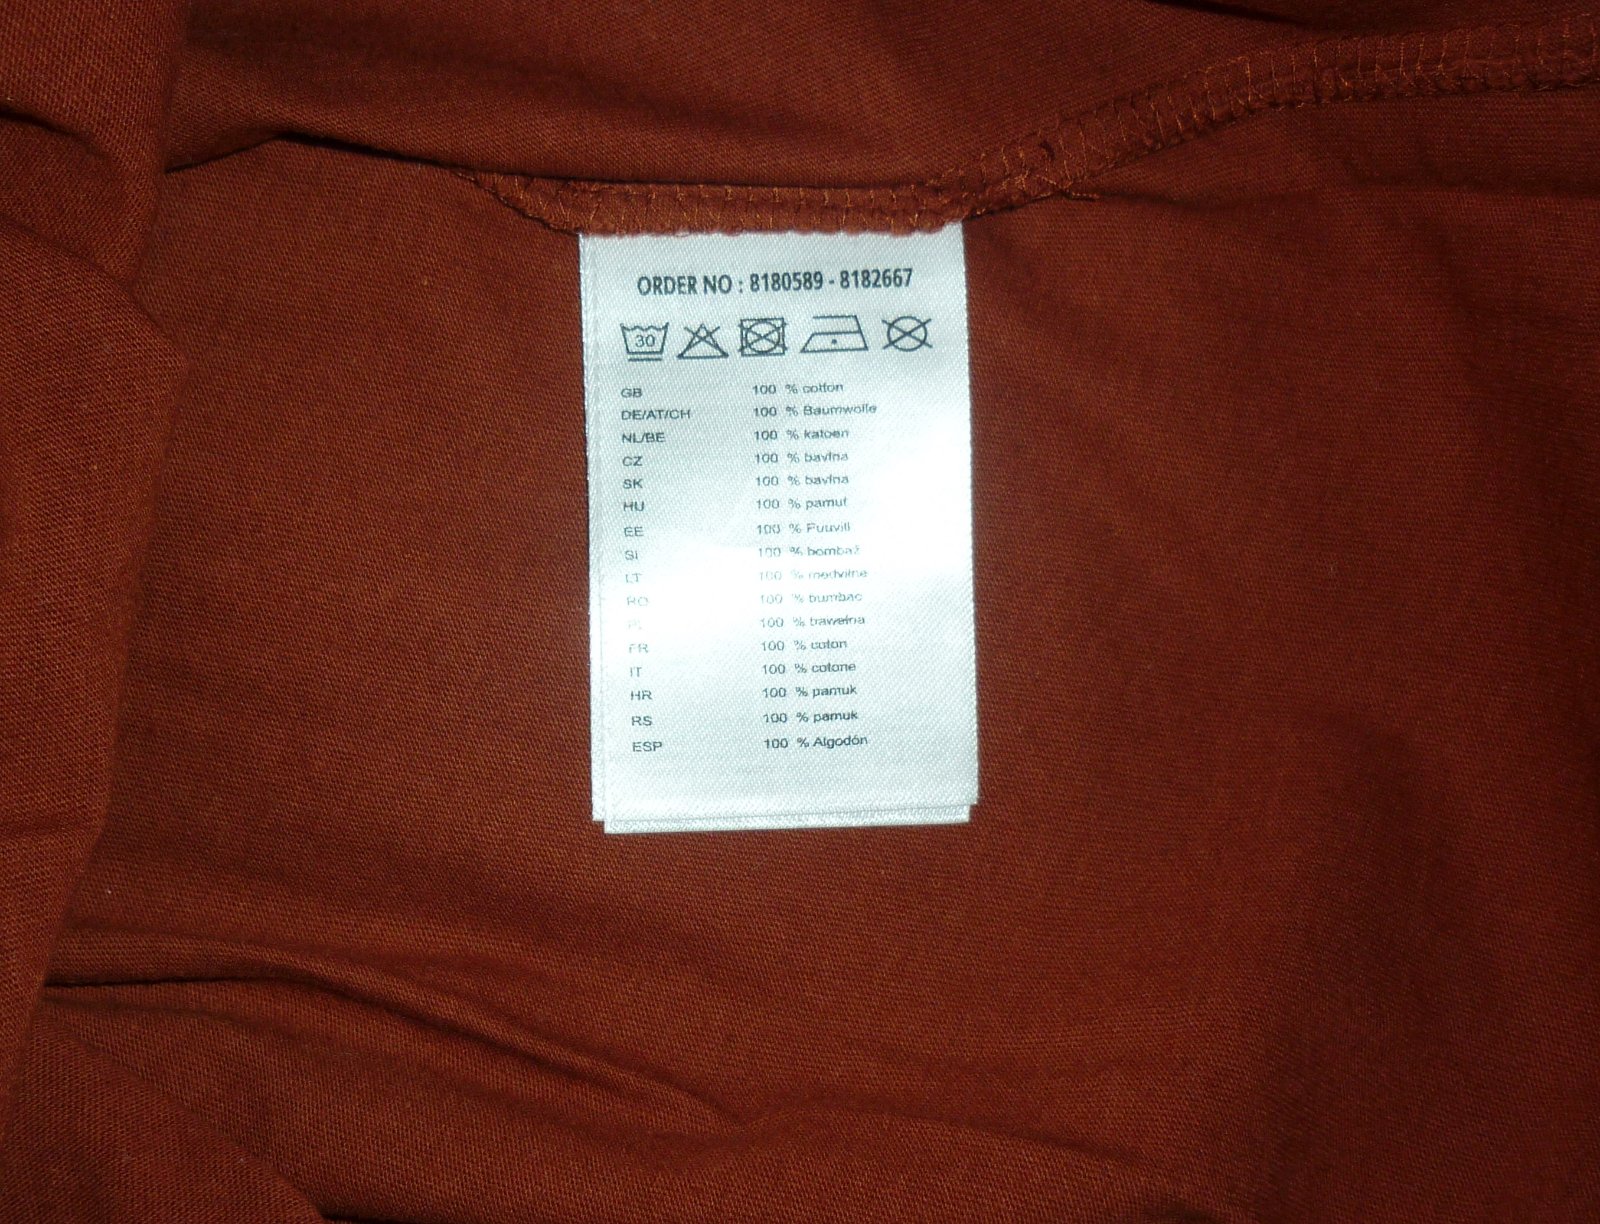 ORDER NO : 8180589 - 8182667
30
GB 100 % cotton
DE/AT/CH 100 % Baumwolle
NL/BE 100 % katoen
CZ 100 % bavlna
SK 100 % bavlna
HU 100 % pamut
EE 100 % Puuvill
SI 100 % bombaž
LT 100 % medvilnė
RO 100 % bumbac
PL 100 % bawełna
FR 100 % coton
IT 100 % cotone
HR 100 % pamuk
RS 100 % pamuk
ESP 100 % Algodón